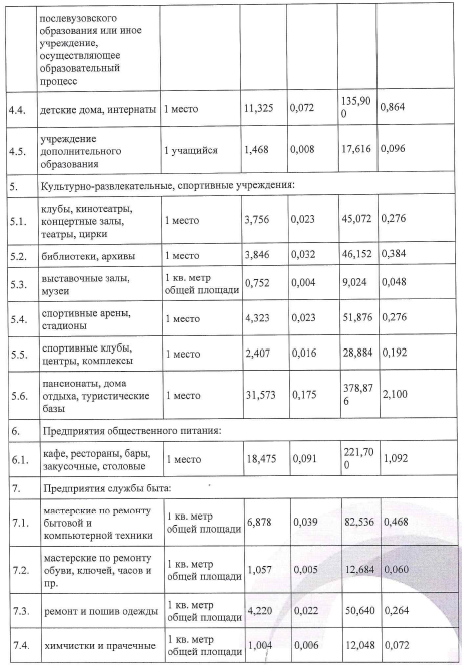 послевузовского
образования или иное
учреждение,
осуществляющее
образовательный
процесс
4.4. детские дома, интернаты 1 место 11,325 0,072 135,90 0,864
0
учреждение
4.5. дополнительного 1 учащийся 1,468 0,008 17,616 0,096
образования
5. Культурно-развлекательные, спортивные учреждения:
клубы, кинотеатры,
5.1. концертные залы, 1 место 3,756 0,023 45,072 0,276
театры, цирки
5.2. библиотеки, архивы 1 место 3,846 0,032 46,152 0,384
5.3. выставочные залы, 1 кв. метр 0,752 0,004 9,024 0,048
музеи общей площади
5.4. спортивные арены, 1 место 4,323 0,023 51,876 0,276
стадионы
5.5. спортивные клубы, 1 место 2,407 0,016 28,884 0,192
центры, комплексы
пансионаты, дома
5.6. отдыха, туристические 1 место 31,573 0,175 378,87 2,100
базы 6
6. Предприятия общественного питания:
6.1. кафе, рестораны, бары, 1 место 18,475 0,091 221,70 1,092
закусочные, столовые 0
7. Предприятия службы быта:
мастерские по ремонту
7.1. бытовой и 1 кв. метр 6,878 0,039 82,536 0,468
компьютерной техники общей площади
мастерские по ремонту
7.2. обуви, ключей, часов и 1 кв. метр 1,057 0,005 12,684 0,060
пр. общей площади
7.3. ремонт и пошив одежды 1 кв. метр 4,220 0,022 50,640 0,264
общей площади
7.4. химчистки и прачечные 1 кв. метр 1,004 0,006 12,048 0,072
общей площади